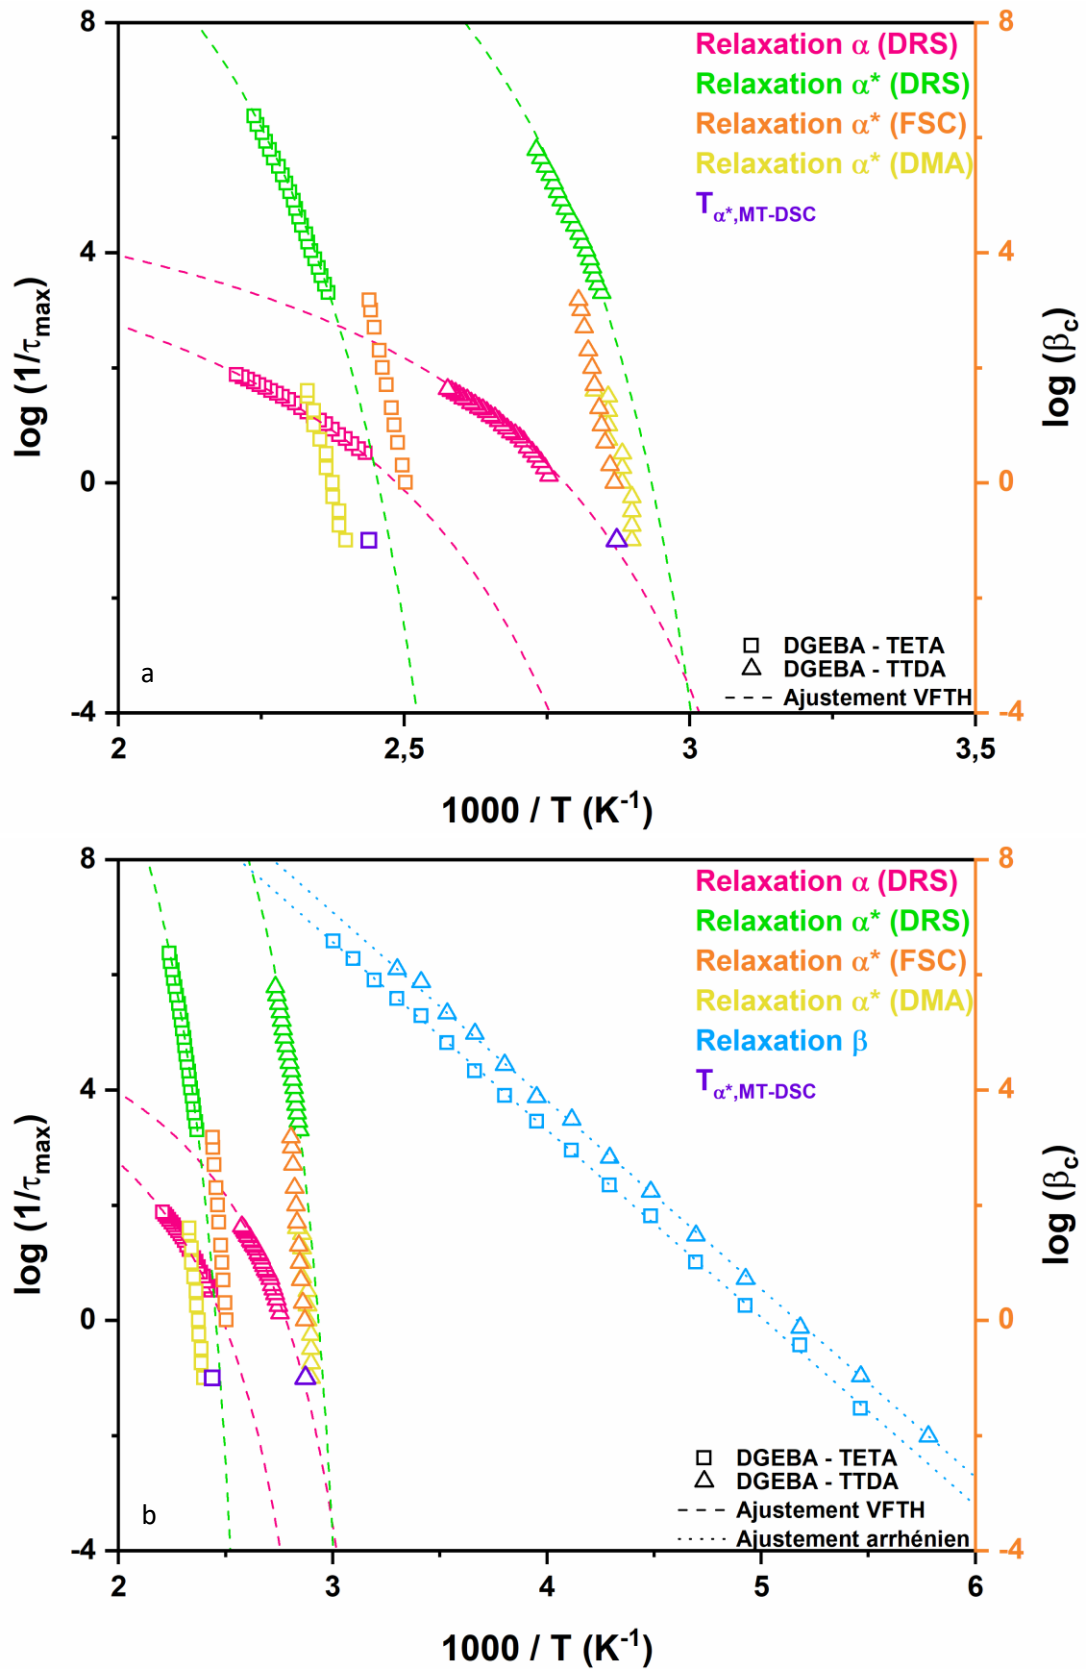 8
8
Relaxation α (DRS)
Relaxation α* (DRS)
Relaxation α* (FSC)
Relaxation α* (DMA)
Tα*,MT-DSC
4
4
log (1/τmax)
log (βc)
0
0
DGEBA - TETA
DGEBA - TTDA
Ajustement VFTH
a
-4
-4
2
2,5
3
3,5
1000 / T (K-1)
8
8
Relaxation α (DRS)
Relaxation α* (DRS)
Relaxation α* (FSC)
Relaxation α* (DMA)
Relaxation β
Tα*,MT-DSC
4
4
log (1/τmax)
log (βc)
0
0
DGEBA - TETA
DGEBA - TTDA
Ajustement VFTH
Ajustement arrhénien
b
-4
-4
2
3
4
5
6
1000 / T (K-1)